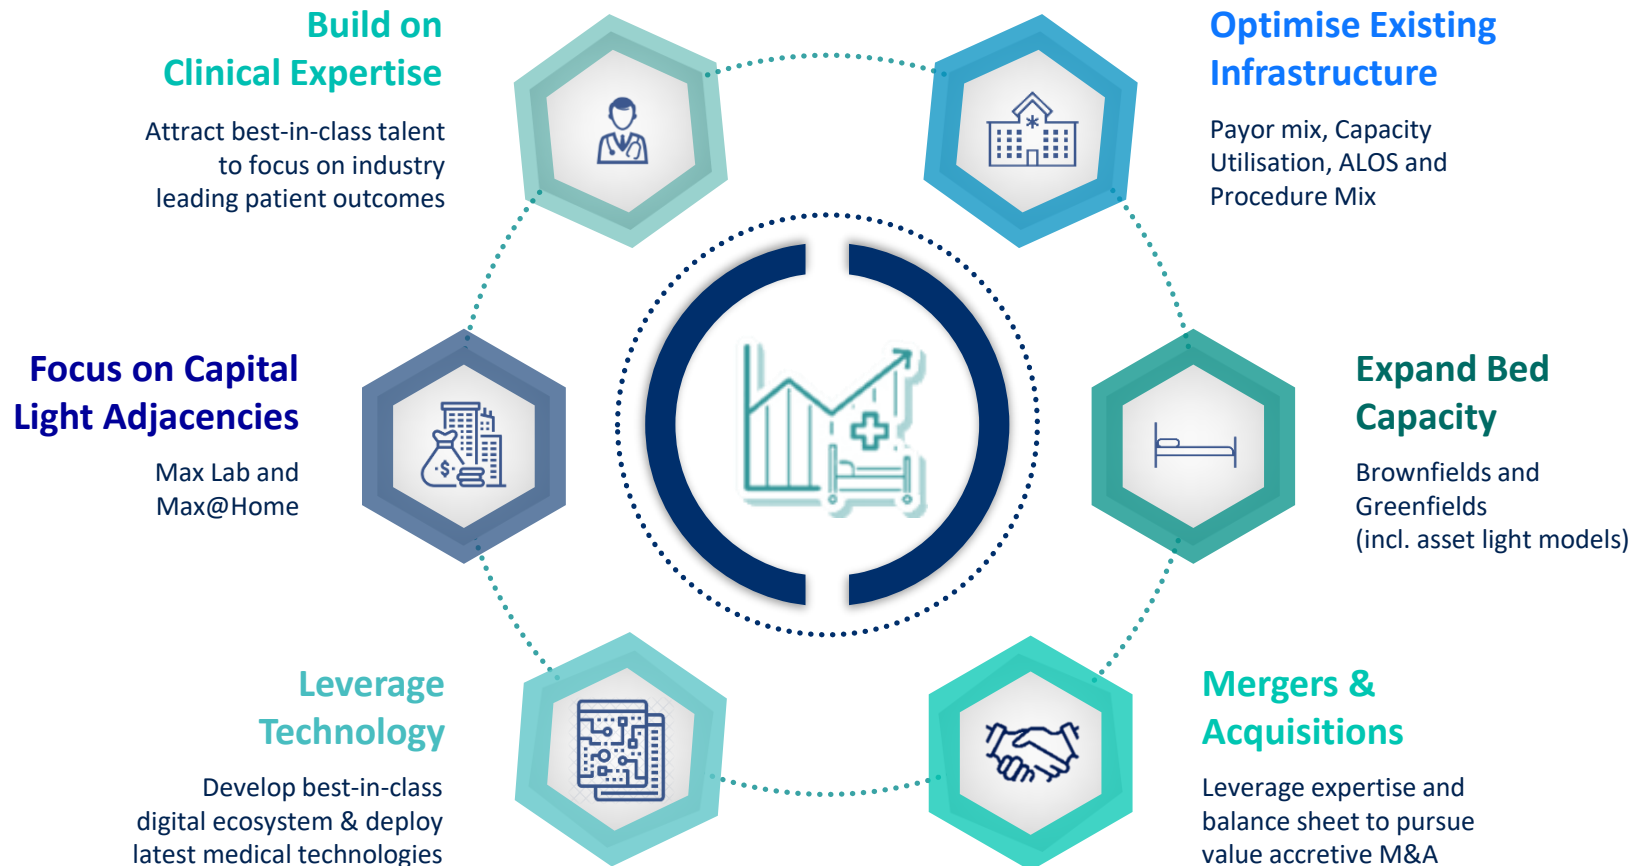 Build on
Clinical Expertise
Attract best-in-class talent
to focus on industry
leading patient outcomes
Optimise Existing
Infrastructure
Payor mix, Capacity
Utilisation, ALOS and
Procedure Mix
Focus on Capital
Light Adjacencies
Max Lab and
Max@Home
Expand Bed
Capacity
Brownfields and
Greenfields
(incl. asset light models)
Leverage
Technology
Develop best-in-class
digital ecosystem & deploy
latest medical technologies
Mergers &
Acquisitions
Leverage expertise and
balance sheet to pursue
value accretive M&A